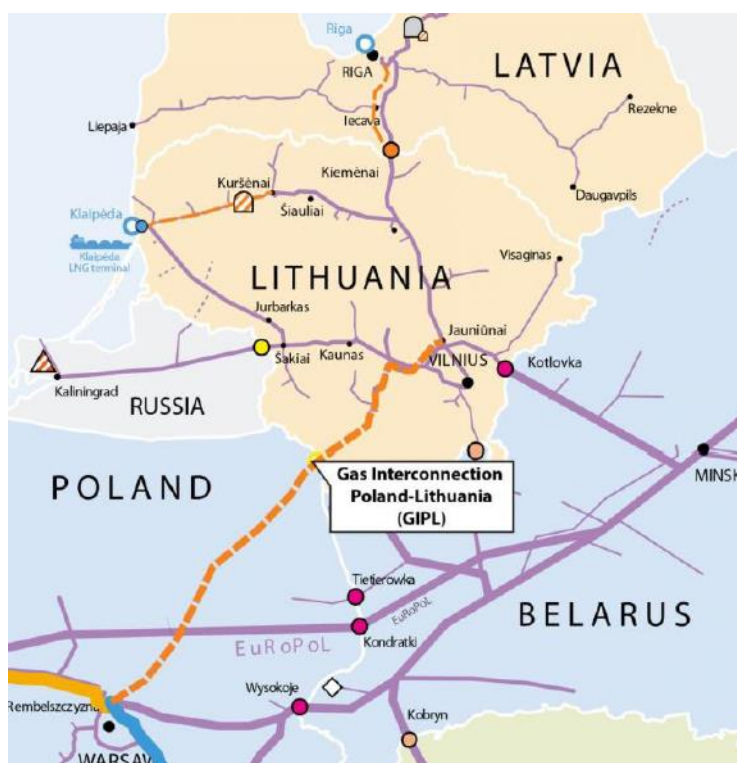 Riga
RIGA
LATVIA
Rezekne
Iecava
Liepaja
Kiemėnai
Daugavpils
Kuršėnai
Šiauliai
Klaipėda
Klaipėda
LNG terminal
LITHUANIA
Visaginas
Jurbarkas
Jauniūnai
Šakiai
Kaunas
VILNIUS
Kotlovka
Kaliningrad
RUSSIA
POLAND
Gas Interconnection
Poland-Lithuania
(GIPL)
MINSK
Tietierowka
EuRoPoL
BELARUS
EuRoPoL
Kondratki
Wysokoje
Rembelszczyzna
Kobryn
WARSAW